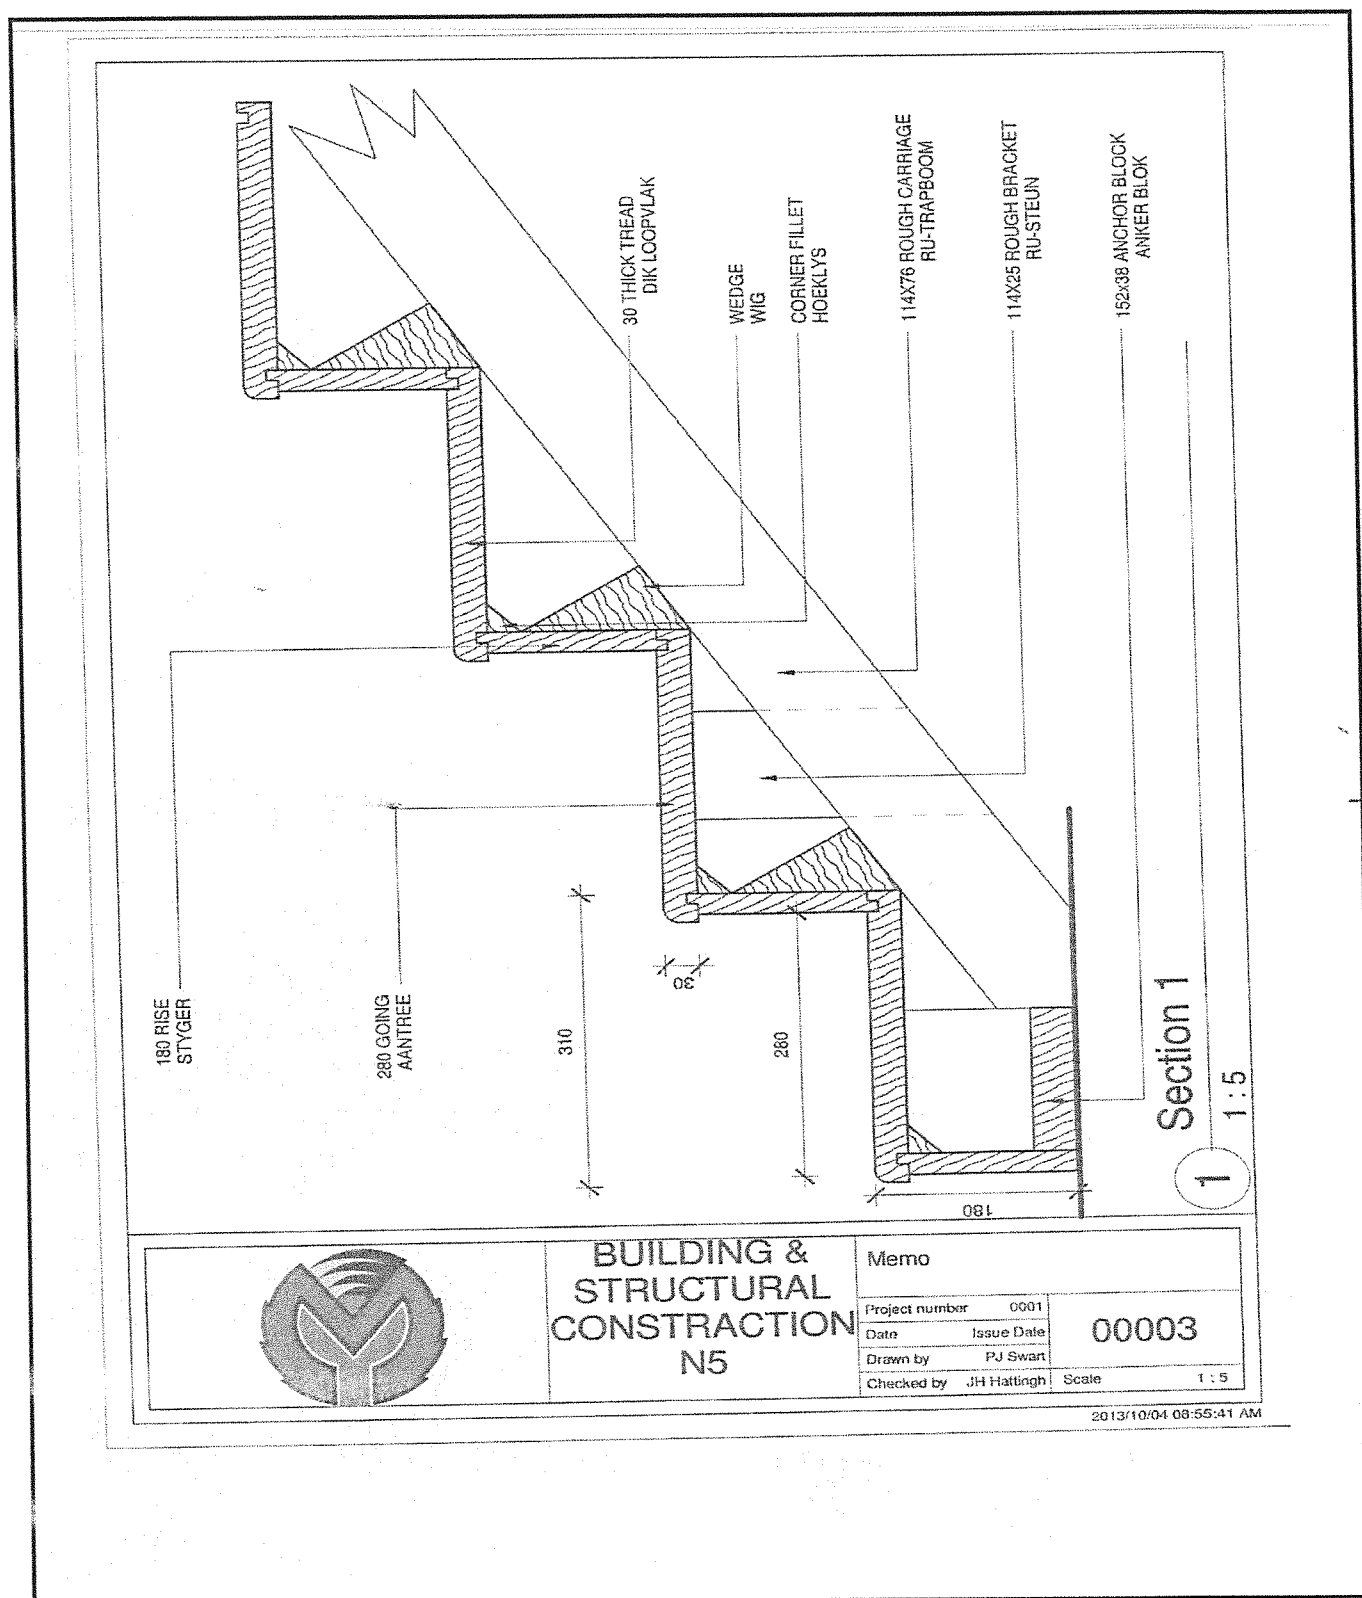 180 RISE
STYGER
280 GOING
AANTREE
310
30
280
180
30 THICK TREAD
DIK LOOPVLAK
WEDGE
WIG
CORNER FILLET
HOEKLYS
114X76 ROUGH CARRIAGE
RU-TRAPBOOM
114X25 ROUGH BRACKET
RU-STEUN
152x38 ANCHOR BLOCK
ANKER BLOK
1
Section 1
1 : 5
BUILDING &
STRUCTURAL
CONSTRACTION
N5
Memo
Project number 0001
Date Issue Date
Drawn by PJ Swart
Checked by JH Hattingh
00003
Scale 1 : 5
2013/10/04 08:55:41 AM